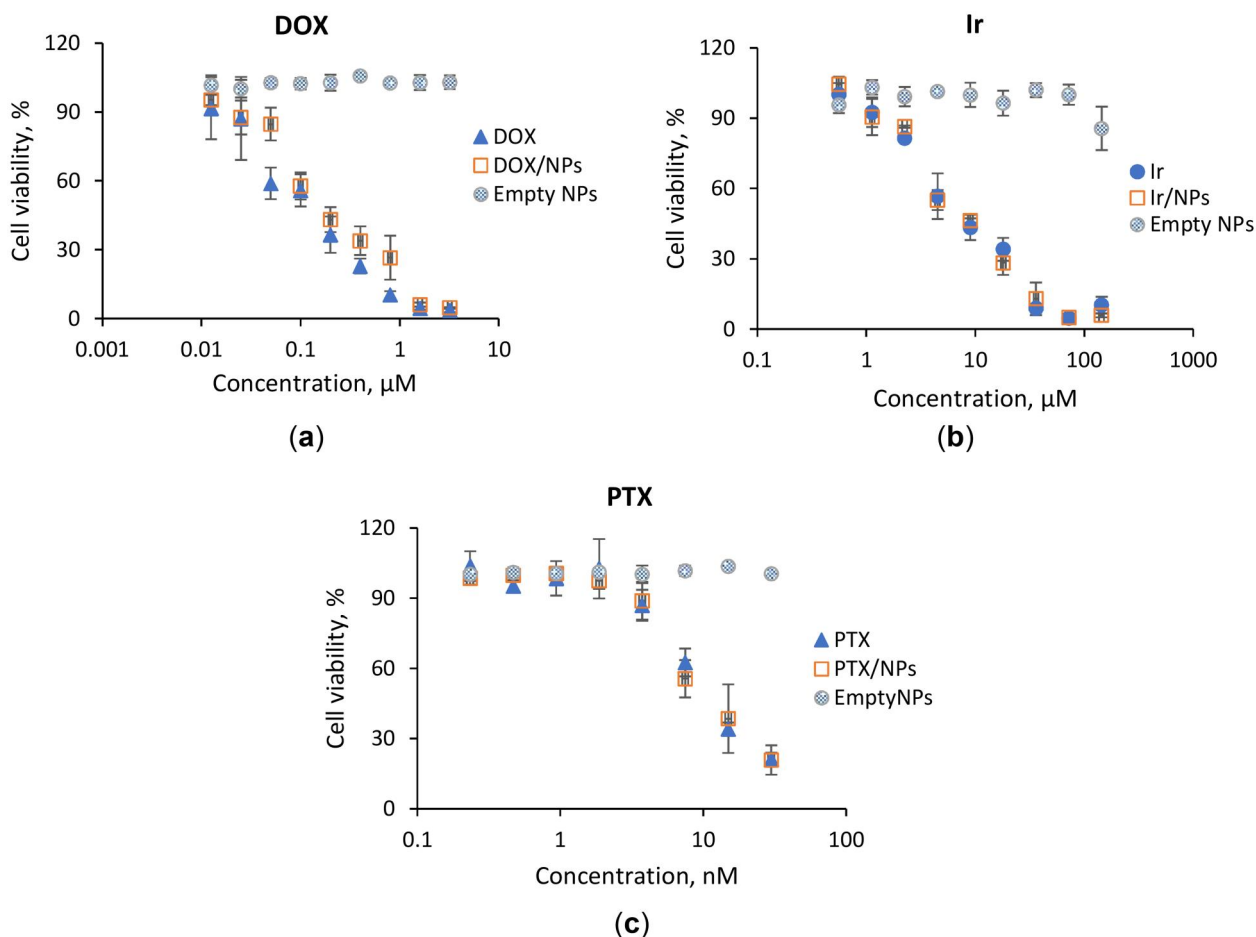 DOX
120
90
60
30
0
Cell viability, %
0.001 0.01 0.1 1 10
Concentration, µM
DOX
DOX/NPs
Empty NPs
(a)
Ir
120
90
60
30
0
Cell viability, %
0.1 1 10 100 1000
Concentration, µM
Ir
Ir/NPs
Empty NPs
(b)
PTX
120
90
60
30
0
Cell viability, %
0.1 1 10 100
Concentration, nM
PTX
PTX/NPs
EmptyNPs
(c)